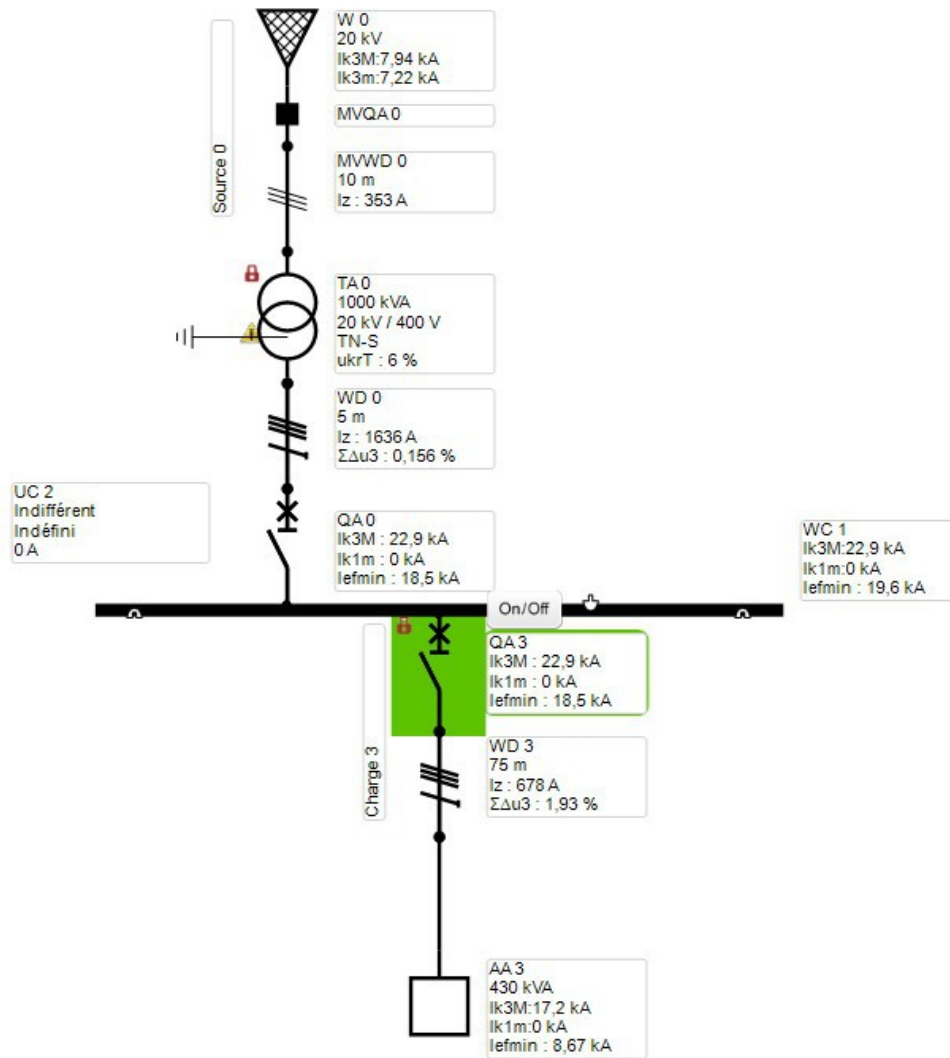 W 0
20 kV
Ik3M:7,94 kA
Ik3m:7,22 kA
MVQA 0
Source 0
MVWD 0
10 m
Iz : 353 A
TA 0
1000 kVA
20 kV / 400 V
TN-S
ukrT : 6 %
WD 0
5 m
Iz : 1636 A
ΣΔu3 : 0,156 %
UC 2
Indifférent
Indéfini
0 A
QA 0
Ik3M : 22,9 kA
Ik1m : 0 kA
Iefmin : 18,5 kA
WC 1
Ik3M:22,9 kA
Ik1m:0 kA
Iefmin : 19,6 kA
On/Off
QA 3
Ik3M : 22,9 kA
Ik1m : 0 kA
Iefmin : 18,5 kA
Charge 3
WD 3
75 m
Iz : 678 A
ΣΔu3 : 1,93 %
AA 3
430 kVA
Ik3M:17,2 kA
Ik1m:0 kA
Iefmin : 8,67 kA